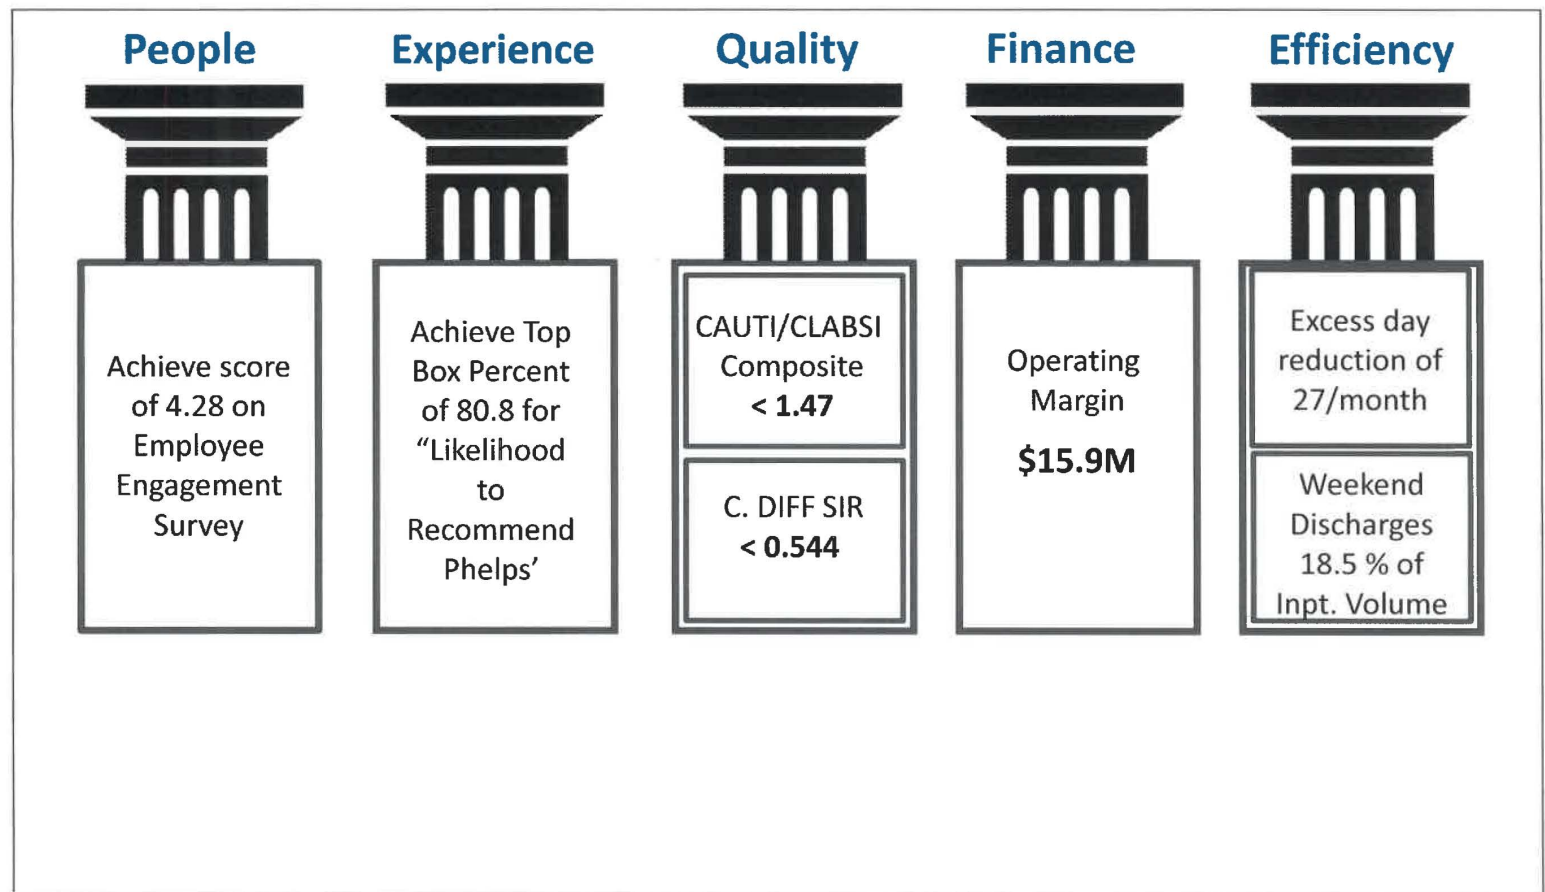 People
Achieve score
of 4.28 on
Employee
Engagement
Survey
Experience
Achieve Top
Box Percent
of 80.8 for
“Likelihood
to
Recommend
Phelps’
Quality
CAUTI/CLABSI
Composite
< 1.47
C. DIFF SIR
< 0.544
Finance
Operating
Margin
$15.9M
Efficiency
Excess day
reduction of
27/month
Weekend
Discharges
18.5 % of
Inpt. Volume